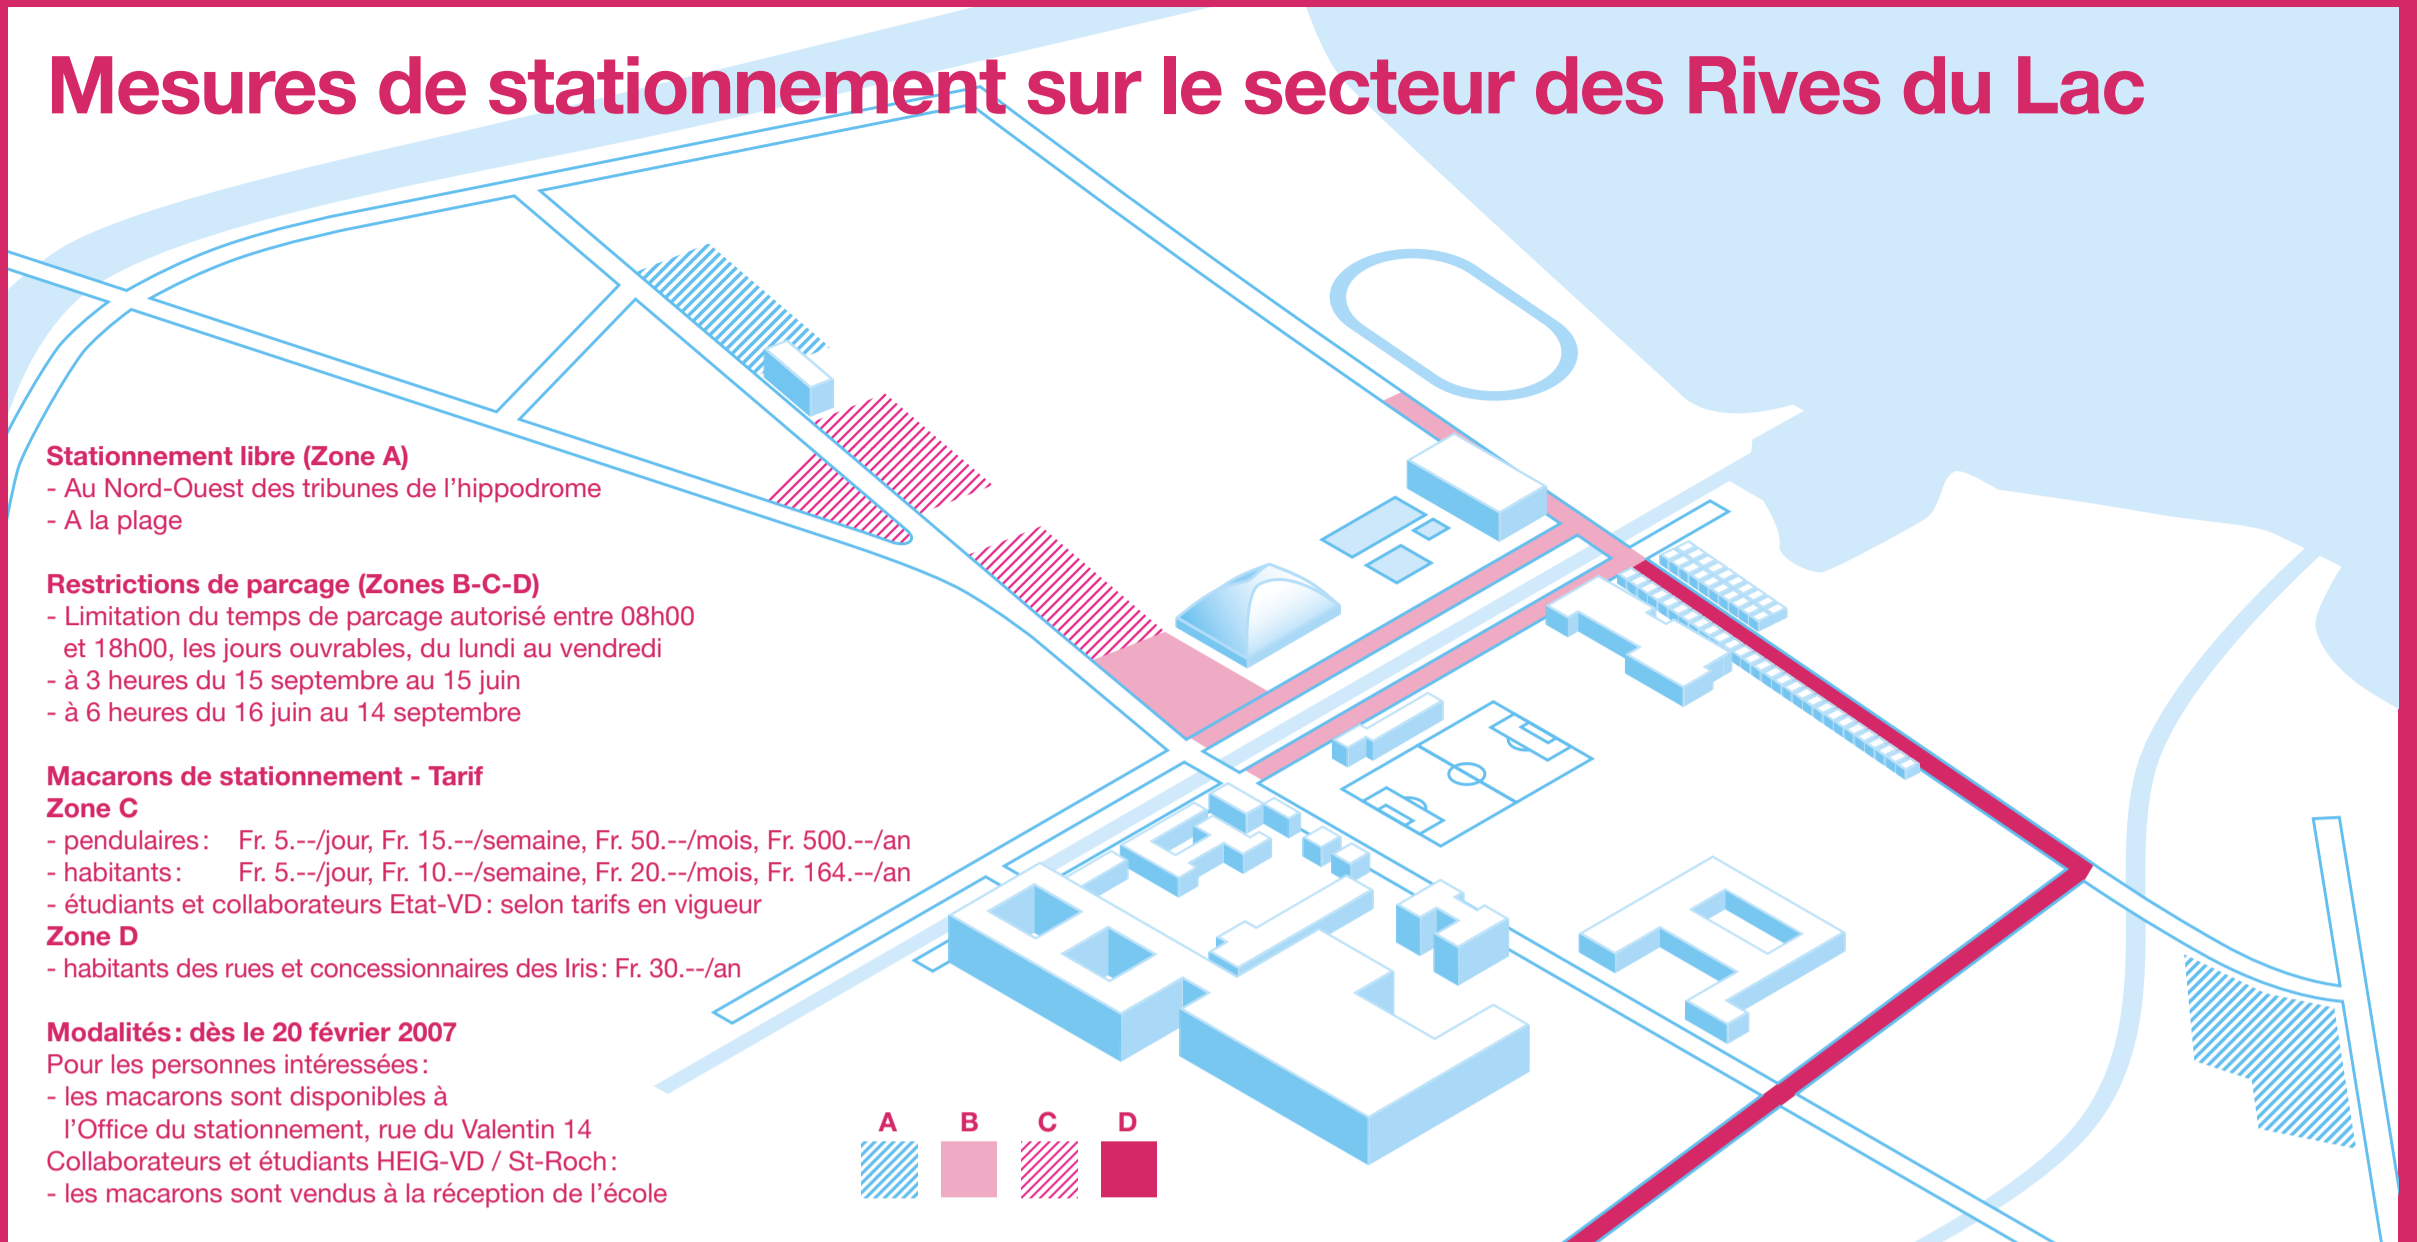 Mesures de stationnement sur le secteur des Rives du Lac
Stationnement libre (Zone A)
- Au Nord-Ouest des tribunes de l'hippodrome
- A la plage
Restrictions de parcage (Zones B-C-D)
- Limitation du temps de parcage autorisé entre 08h00
et 18h00, les jours ouvrables, du lundi au vendredi
- à 3 heures du 15 septembre au 15 juin
- à 6 heures du 16 juin au 14 septembre
Macarons de stationnement - Tarif
Zone C
- pendulaires: Fr. 5.--/jour, Fr. 15.--/semaine, Fr. 50.--/mois, Fr. 500.--/an
- habitants: Fr. 5.--/jour, Fr. 10.--/semaine, Fr. 20.--/mois, Fr. 164.--/an
- étudiants et collaborateurs Etat-VD: selon tarifs en vigueur
Zone D
- habitants des rues et concessionnaires des Iris: Fr. 30.--/an
Modalités: dès le 20 février 2007
Pour les personnes intéressées:
- les macarons sont disponibles à
l'Office du stationnement, rue du Valentin 14
Collaborateurs et étudiants HEIG-VD / St-Roch:
- les macarons sont vendus à la réception de l'école
A B C D